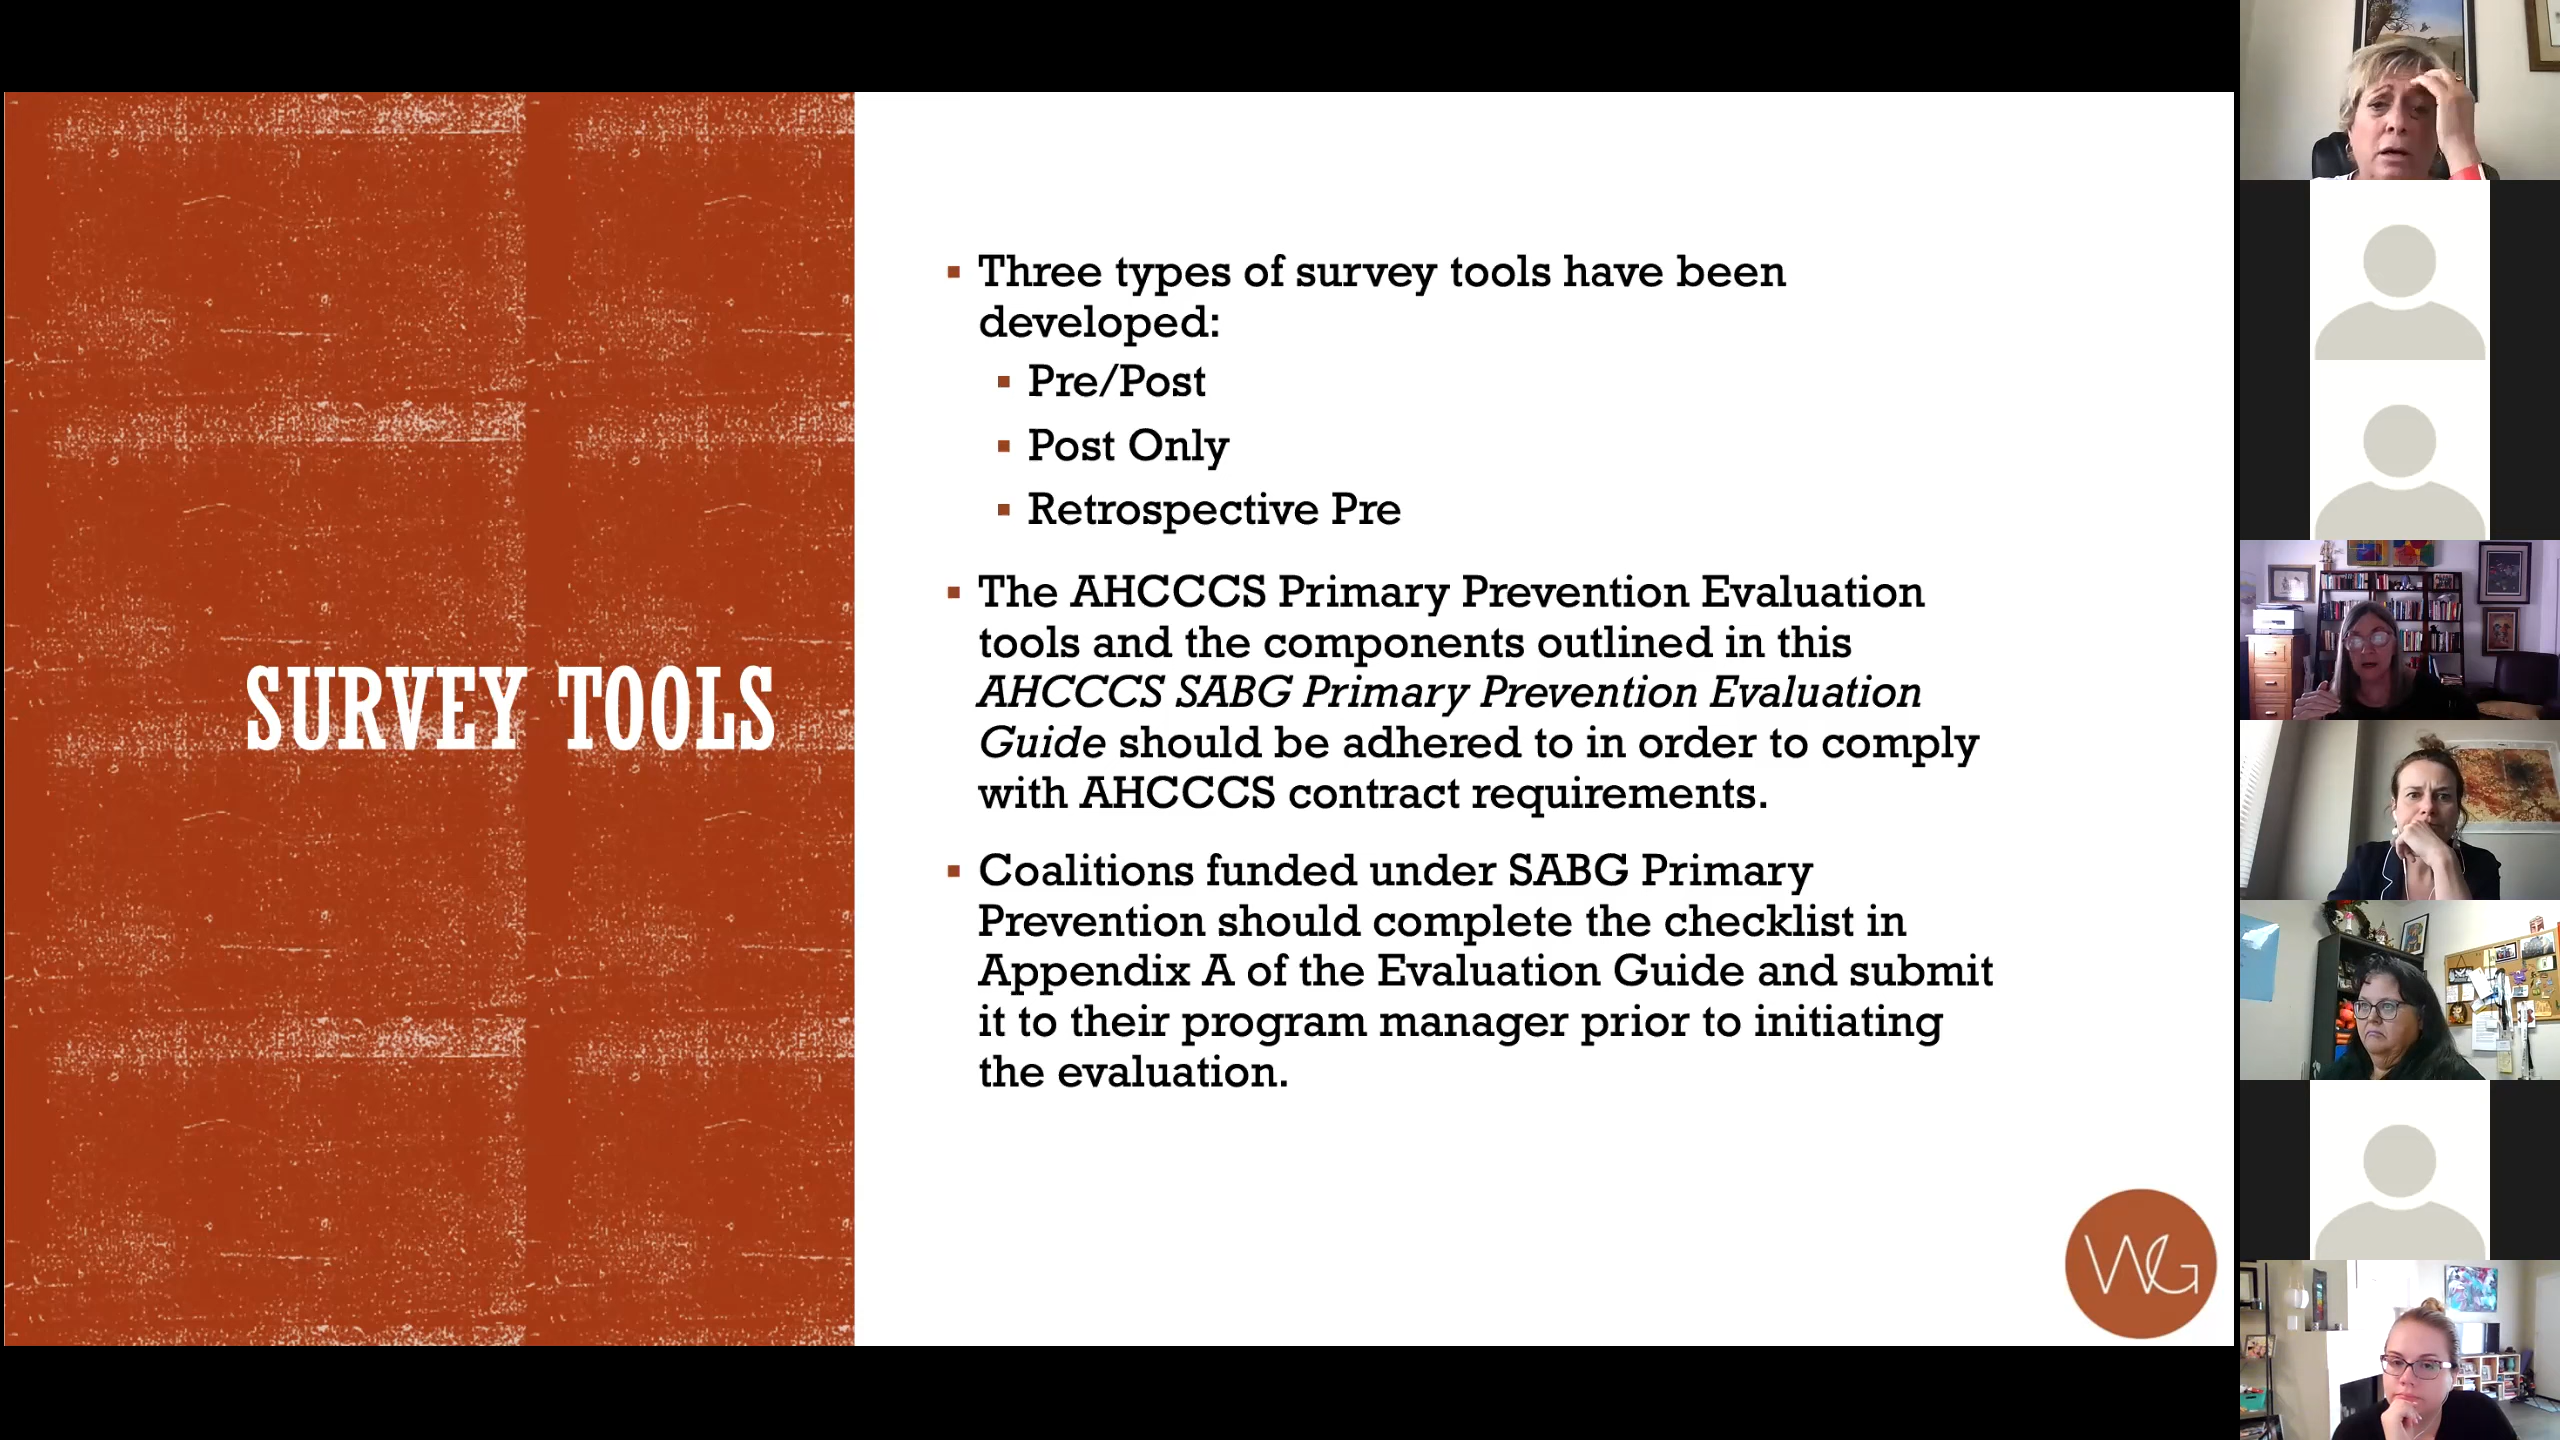 SURVEY TOOLS
▪ Three types of survey tools have been
developed:
▪ Pre/Post
▪ Post Only
▪ Retrospective Pre
▪ The AHCCCS Primary Prevention Evaluation
tools and the components outlined in this
AHCCCS SABG Primary Prevention Evaluation
Guide should be adhered to in order to comply
with AHCCCS contract requirements.
▪ Coalitions funded under SABG Primary
Prevention should complete the checklist in
Appendix A of the Evaluation Guide and submit
it to their program manager prior to initiating
the evaluation.
WG